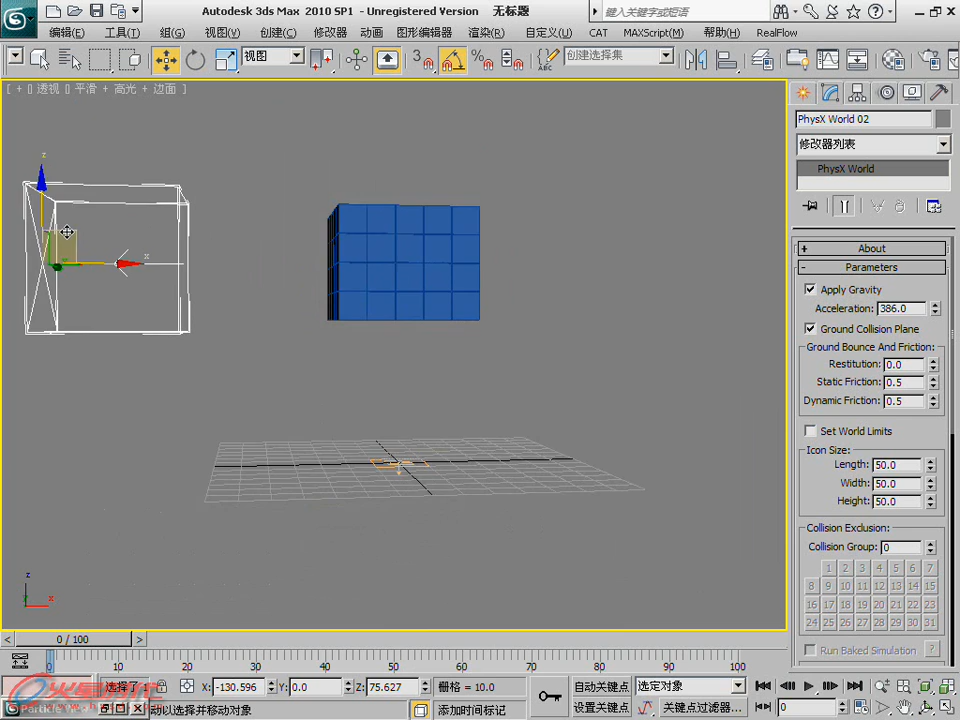 Autodesk 3ds Max 2010 SP1 - Unregistered Version 无标题
键入关键字或短语
编辑(E) 工具(T) 组(G) 视图(V) 创建(C) 修改器 动画 图形编辑器 渲染(R) 自定义(U) CAT MAXScript(M) 帮助(H) RealFlow
视图 3 % ABC 创建选择集
[ + [] 透视 [] 平滑 + 高光 + 边面 ]
PhysX World 02
修改器列表
PhysX World
+ About
- Parameters
Apply Gravity
Acceleration: 386.0
Ground Collision Plane
Ground Bounce And Friction:
Restitution: 0.0
Static Friction: 0.5
Dynamic Friction: 0.5
Set World Limits
Icon Size:
Length: 50.0
Width: 50.0
Height: 50.0
Collision Exclusion:
Collision Group: 0
1 2 3 4 5 6 7
8 9 10 11 12 13 14 15
16 17 18 19 20 21 22 23
24 25 26 27 28 29 30 31
Run Baked Simulation ?
z
x
z
x
< 0 / 100 >
0 10 20 30 40 50 60 70 80 90 100
选择了 X: -130.596 Y: 0.0 Z: 75.627 栅格 = 10.0 自动关键点 选定对象
动以选择并移动对象 添加时间标记 设置关键点 关键点过滤器... 0